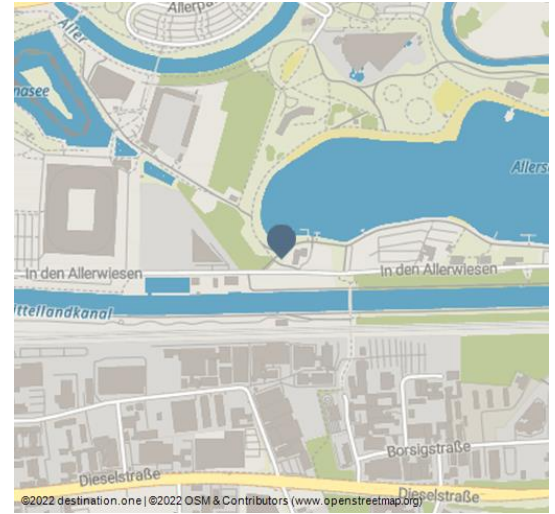 Allerpa
Aller
nasee
Allers
In den Allerwiesen
In den Allerwiesen
ittellandkanal
Borsigstraße
Dieselstraße
Dieselstraße
©2022 destination.one | ©2022 OSM & Contributors (www.openstreetmap.org)